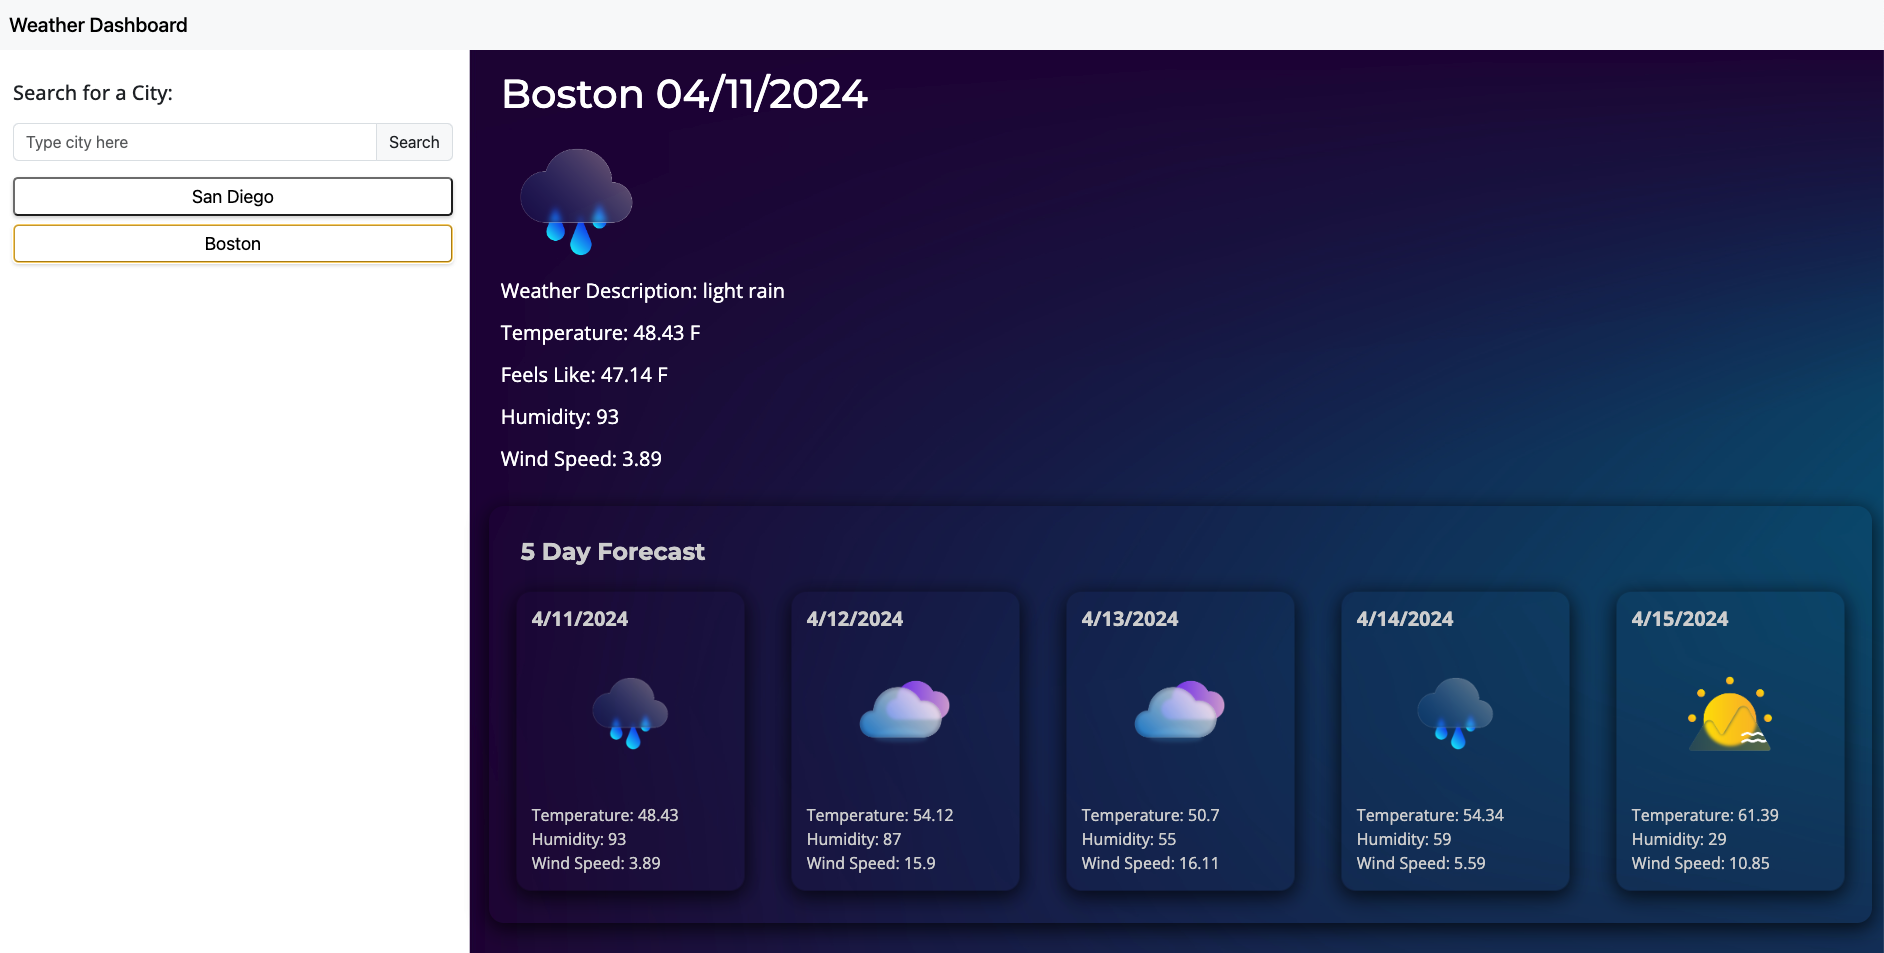 Weather Dashboard
Search for a City:
Type city here
Search
San Diego
Boston
Boston 04/11/2024
Weather Description: light rain
Temperature: 48.43 F
Feels Like: 47.14 F
Humidity: 93
Wind Speed: 3.89
5 Day Forecast
4/11/2024
Temperature: 48.43
Humidity: 93
Wind Speed: 3.89
4/12/2024
Temperature: 54.12
Humidity: 87
Wind Speed: 15.9
4/13/2024
Temperature: 50.7
Humidity: 55
Wind Speed: 16.11
4/14/2024
Temperature: 54.34
Humidity: 59
Wind Speed: 5.59
4/15/2024
Temperature: 61.39
Humidity: 29
Wind Speed: 10.85